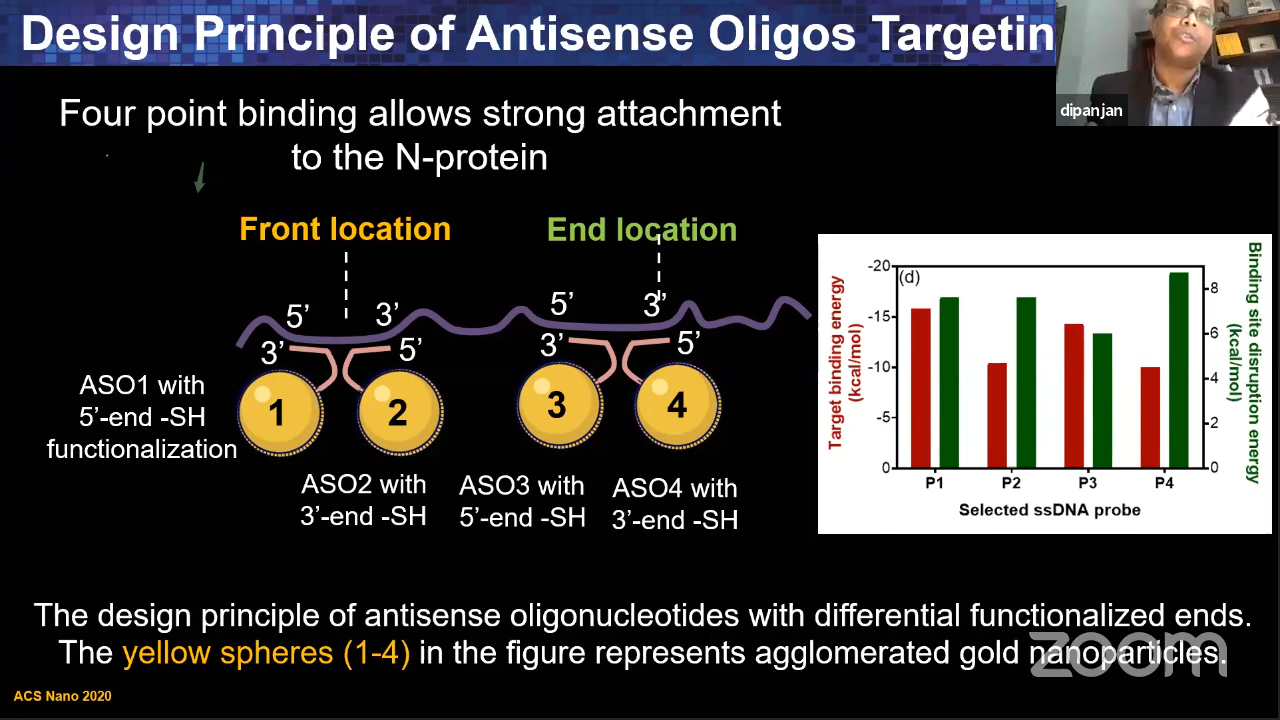 Design Principle of Antisense Oligos Targetin
dipanjan
Four point binding allows strong attachment
to the N-protein
Front location
End location
5’ 3’ 5’ 3’
3’ 5’ 3’ 5’
1 2 3 4
ASO1 with
5’-end -SH
functionalization
ASO2 with
3’-end -SH
ASO3 with
5’-end -SH
ASO4 with
3’-end -SH
(d)
Target binding energy
(kcal/mol)
-20
-15
-10
-5
0
Binding site disruption energy
(kcal/mol)
8
6
4
2
0
P1 P2 P3 P4
Selected ssDNA probe
The design principle of antisense oligonucleotides with differential functionalized ends.
The yellow spheres (1-4) in the figure represents agglomerated gold nanoparticles.
zoom
ACS Nano 2020